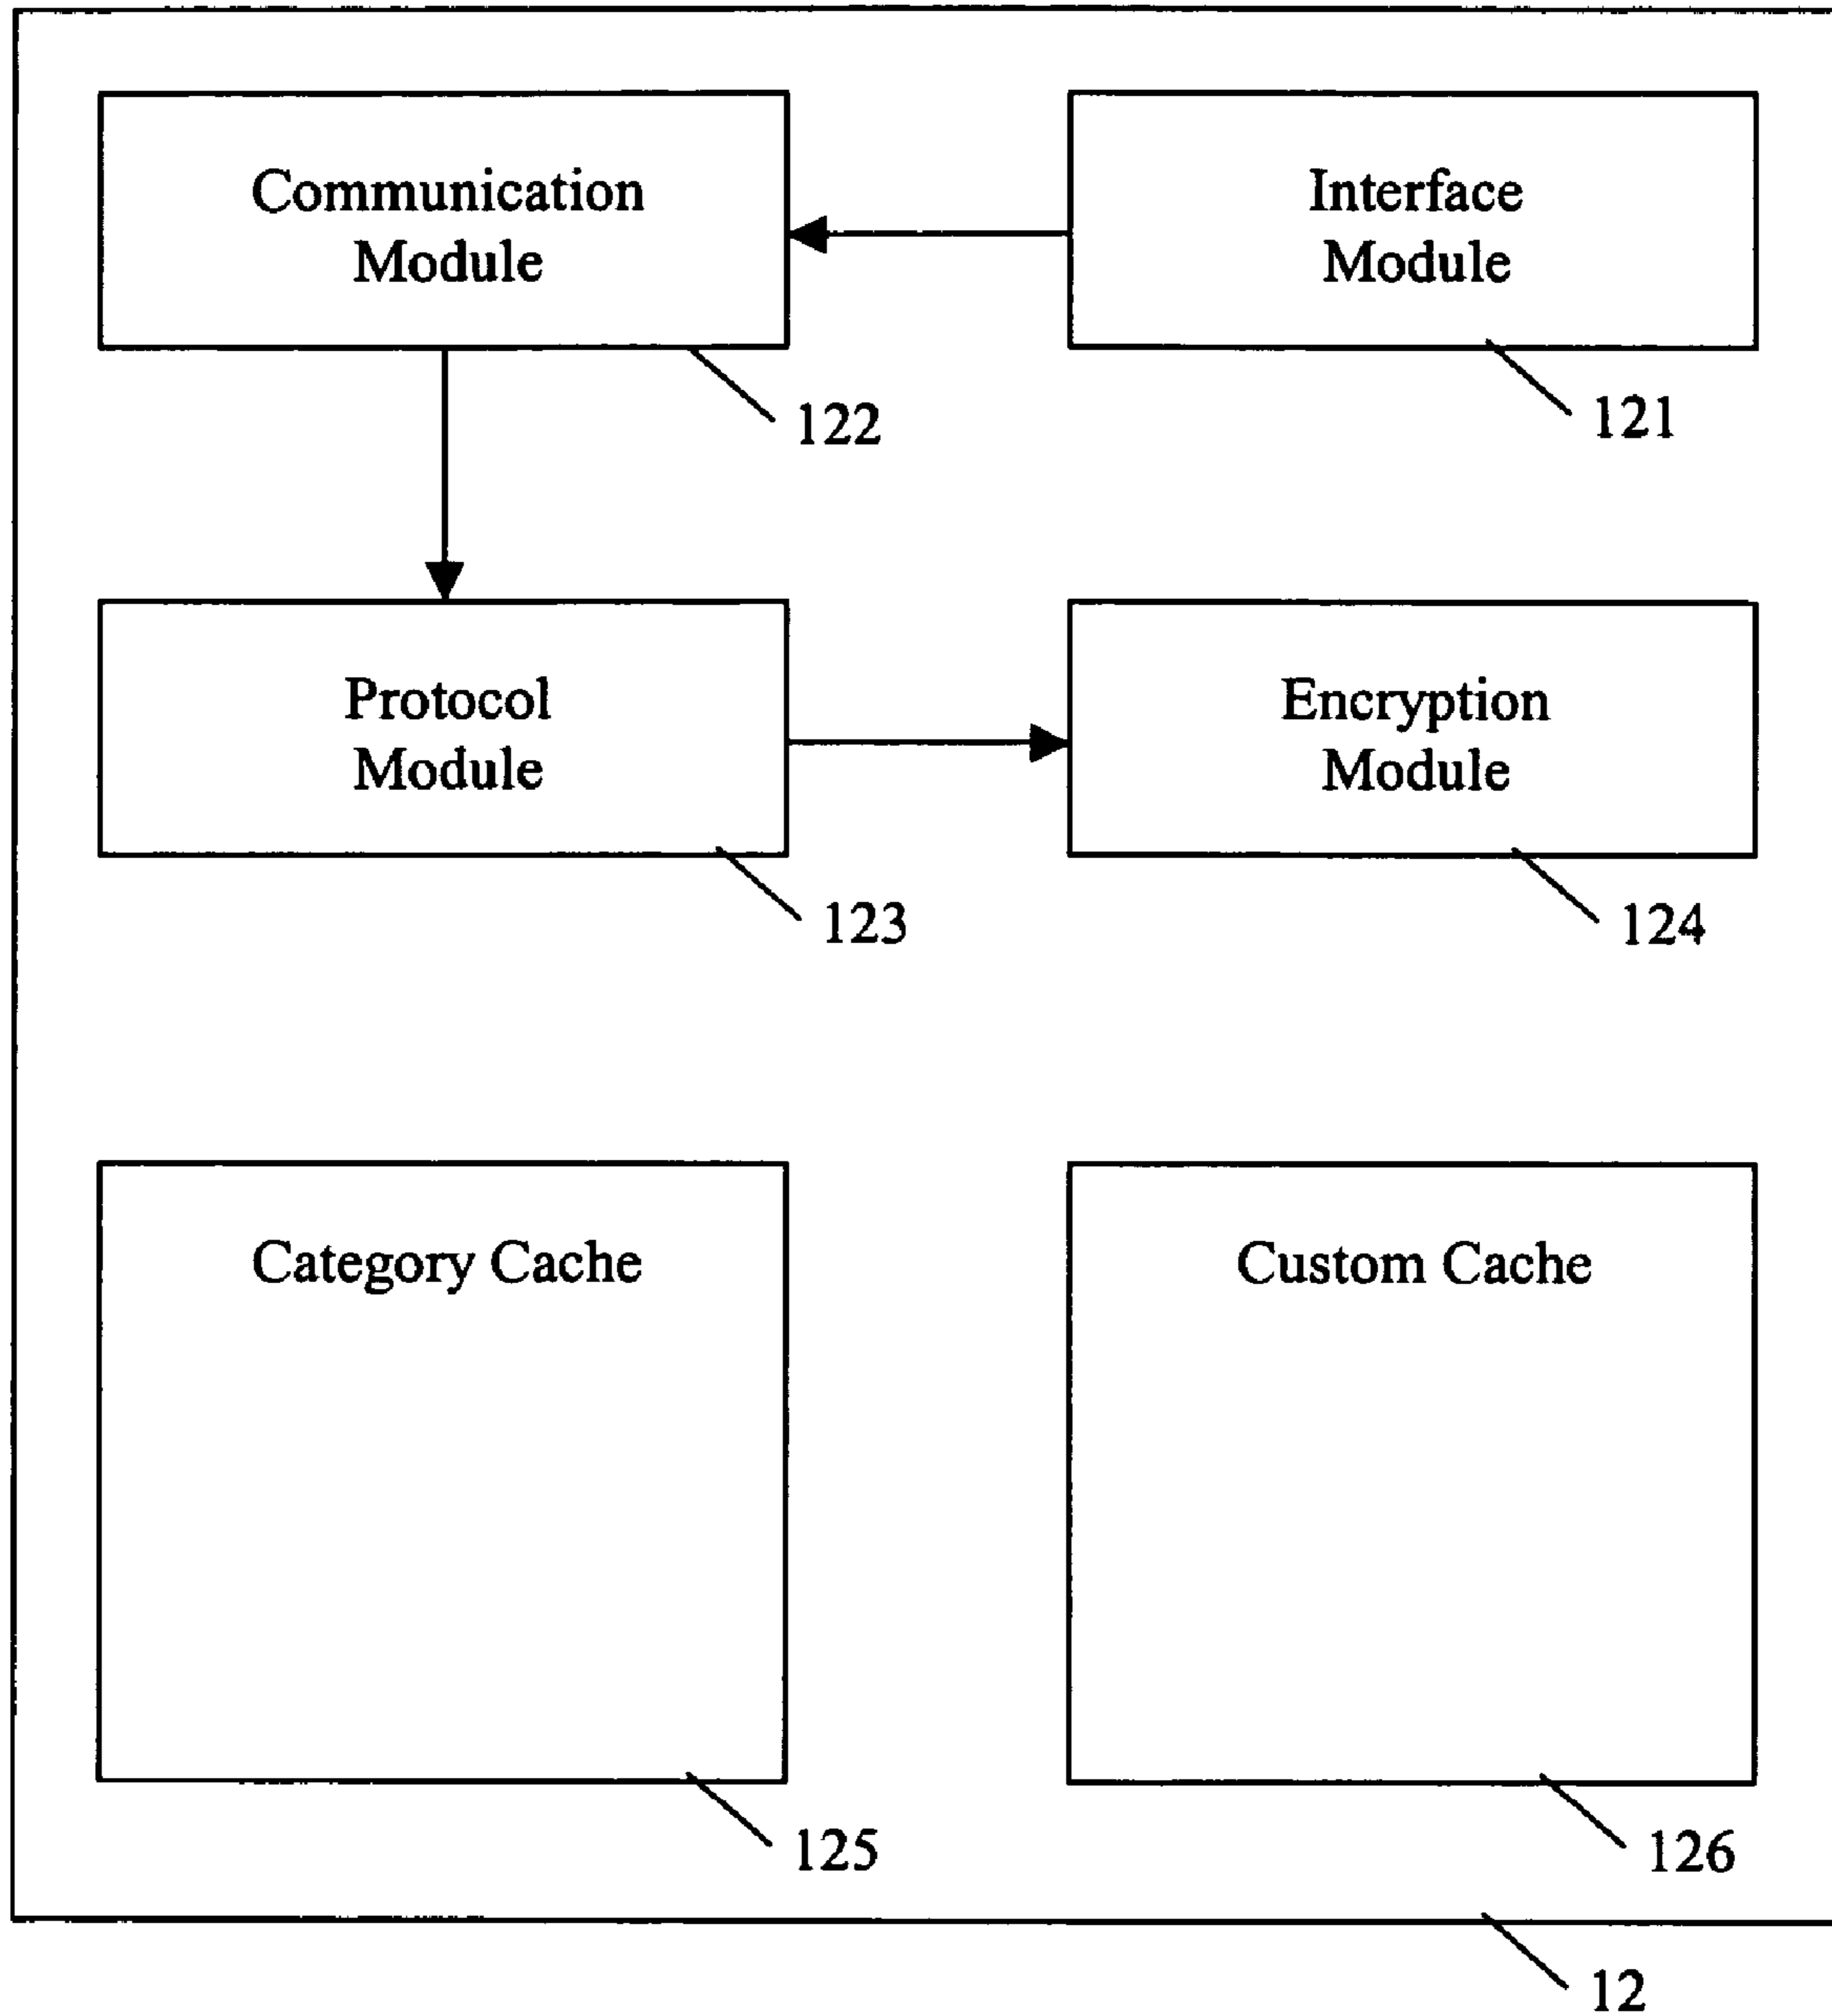 Communication
Module
Interface
Module
122
121
Protocol
Module
Encryption
Module
123
124
Category Cache
Custom Cache
125
126
12